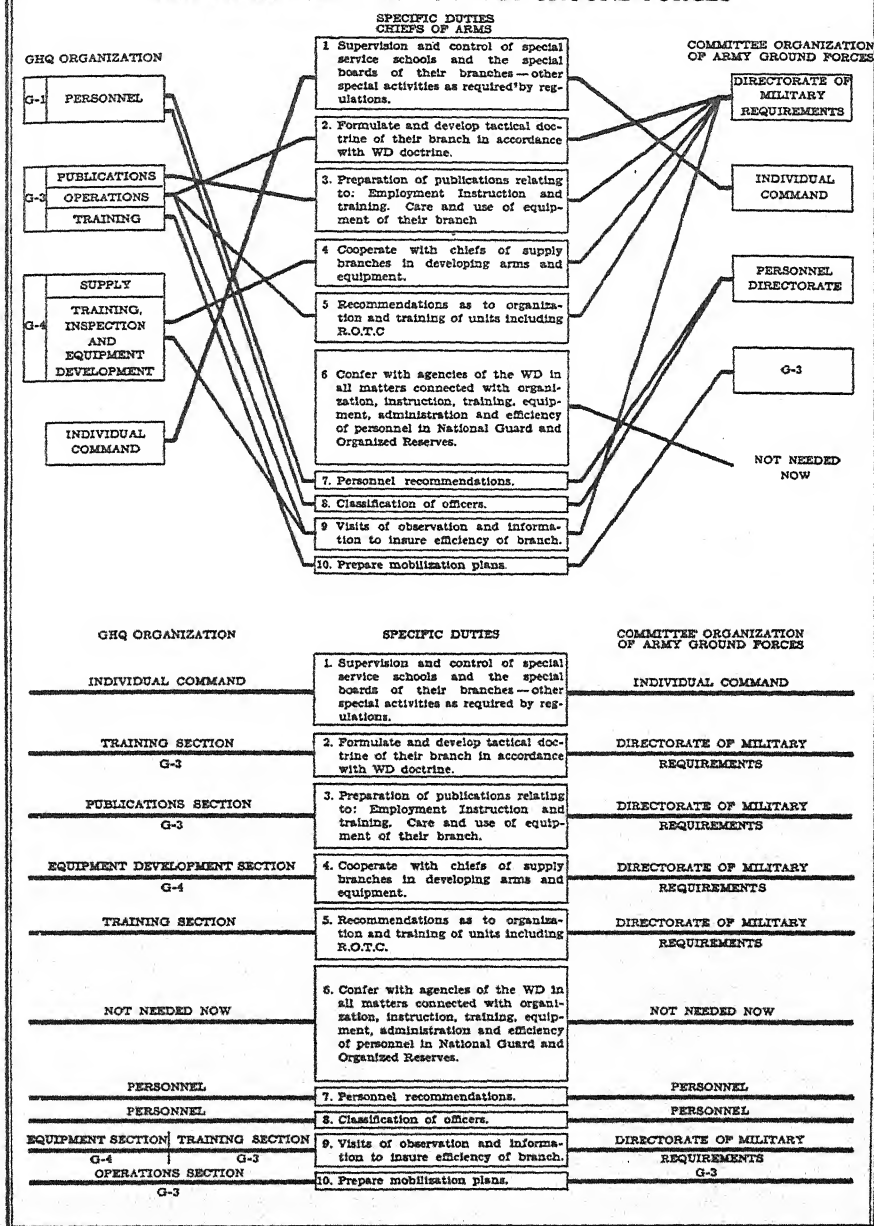 SPECIFIC DUTIES
CHIEFS OF ARMS
GHQ ORGANIZATION
COMMITTEE ORGANIZATION
OF ARMY GROUND FORCES
G-1
PERSONNEL
G-3
PUBLICATIONS
OPERATIONS
TRAINING
G-4
SUPPLY
TRAINING,
INSPECTION
AND
EQUIPMENT
DEVELOPMENT
INDIVIDUAL
COMMAND
1 Supervision and control of special
service schools and the special
boards of their branches — other
special activities as required by reg-
ulations.
2. Formulate and develop tactical doc-
trine of their branch in accordance
with WD doctrine.
3. Preparation of publications relating
to: Employment Instruction and
training. Care and use of equip-
ment of their branch
4 Cooperate with chiefs of supply
branches in developing arms and
equipment.
5 Recommendations as to organiza-
tion and training of units including
R.O.T.C
6 Confer with agencies of the WD in
all matters connected with organi-
zation, instruction, training, equip-
ment, administration and efficiency
of personnel in National Guard and
Organized Reserves.
7. Personnel recommendations.
8. Classification of officers.
9 Visits of observation and informa-
tion to insure efficiency of branch.
10. Prepare mobilization plans.
DIRECTORATE OF
MILITARY
REQUIREMENTS
INDIVIDUAL
COMMAND
PERSONNEL
DIRECTORATE
G-3
NOT NEEDED
NOW
GHQ ORGANIZATION
SPECIFIC DUTIES
COMMITTEE ORGANIZATION
OF ARMY GROUND FORCES
INDIVIDUAL COMMAND
1. Supervision and control of special
service schools and the special
boards of their branches — other
special activities as required by reg-
ulations.
INDIVIDUAL COMMAND
TRAINING SECTION
G-3
2. Formulate and develop tactical doc-
trine of their branch in accordance
with WD doctrine.
DIRECTORATE OF MILITARY
REQUIREMENTS
PUBLICATIONS SECTION
G-3
3. Preparation of publications relating
to: Employment Instruction and
training. Care and use of equip-
ment of their branch.
DIRECTORATE OF MILITARY
REQUIREMENTS
EQUIPMENT DEVELOPMENT SECTION
G-4
4. Cooperate with chiefs of supply
branches in developing arms and
equipment.
DIRECTORATE OF MILITARY
REQUIREMENTS
TRAINING SECTION
5. Recommendations as to organiza-
tion and training of units including
R.O.T.C.
DIRECTORATE OF MILITARY
REQUIREMENTS
NOT NEEDED NOW
6. Confer with agencies of the WD in
all matters connected with organi-
zation, instruction, training, equip-
ment, administration and efficiency
of personnel in National Guard and
Organized Reserves.
NOT NEEDED NOW
PERSONNEL
7. Personnel recommendations.
PERSONNEL
PERSONNEL
8. Classification of officers.
PERSONNEL
EQUIPMENT SECTION TRAINING SECTION
G-4 G-3
9. Visits of observation and informa-
tion to insure efficiency of branch.
DIRECTORATE OF MILITARY
REQUIREMENTS
OPERATIONS SECTION
G-3
10. Prepare mobilization plans.
G-3